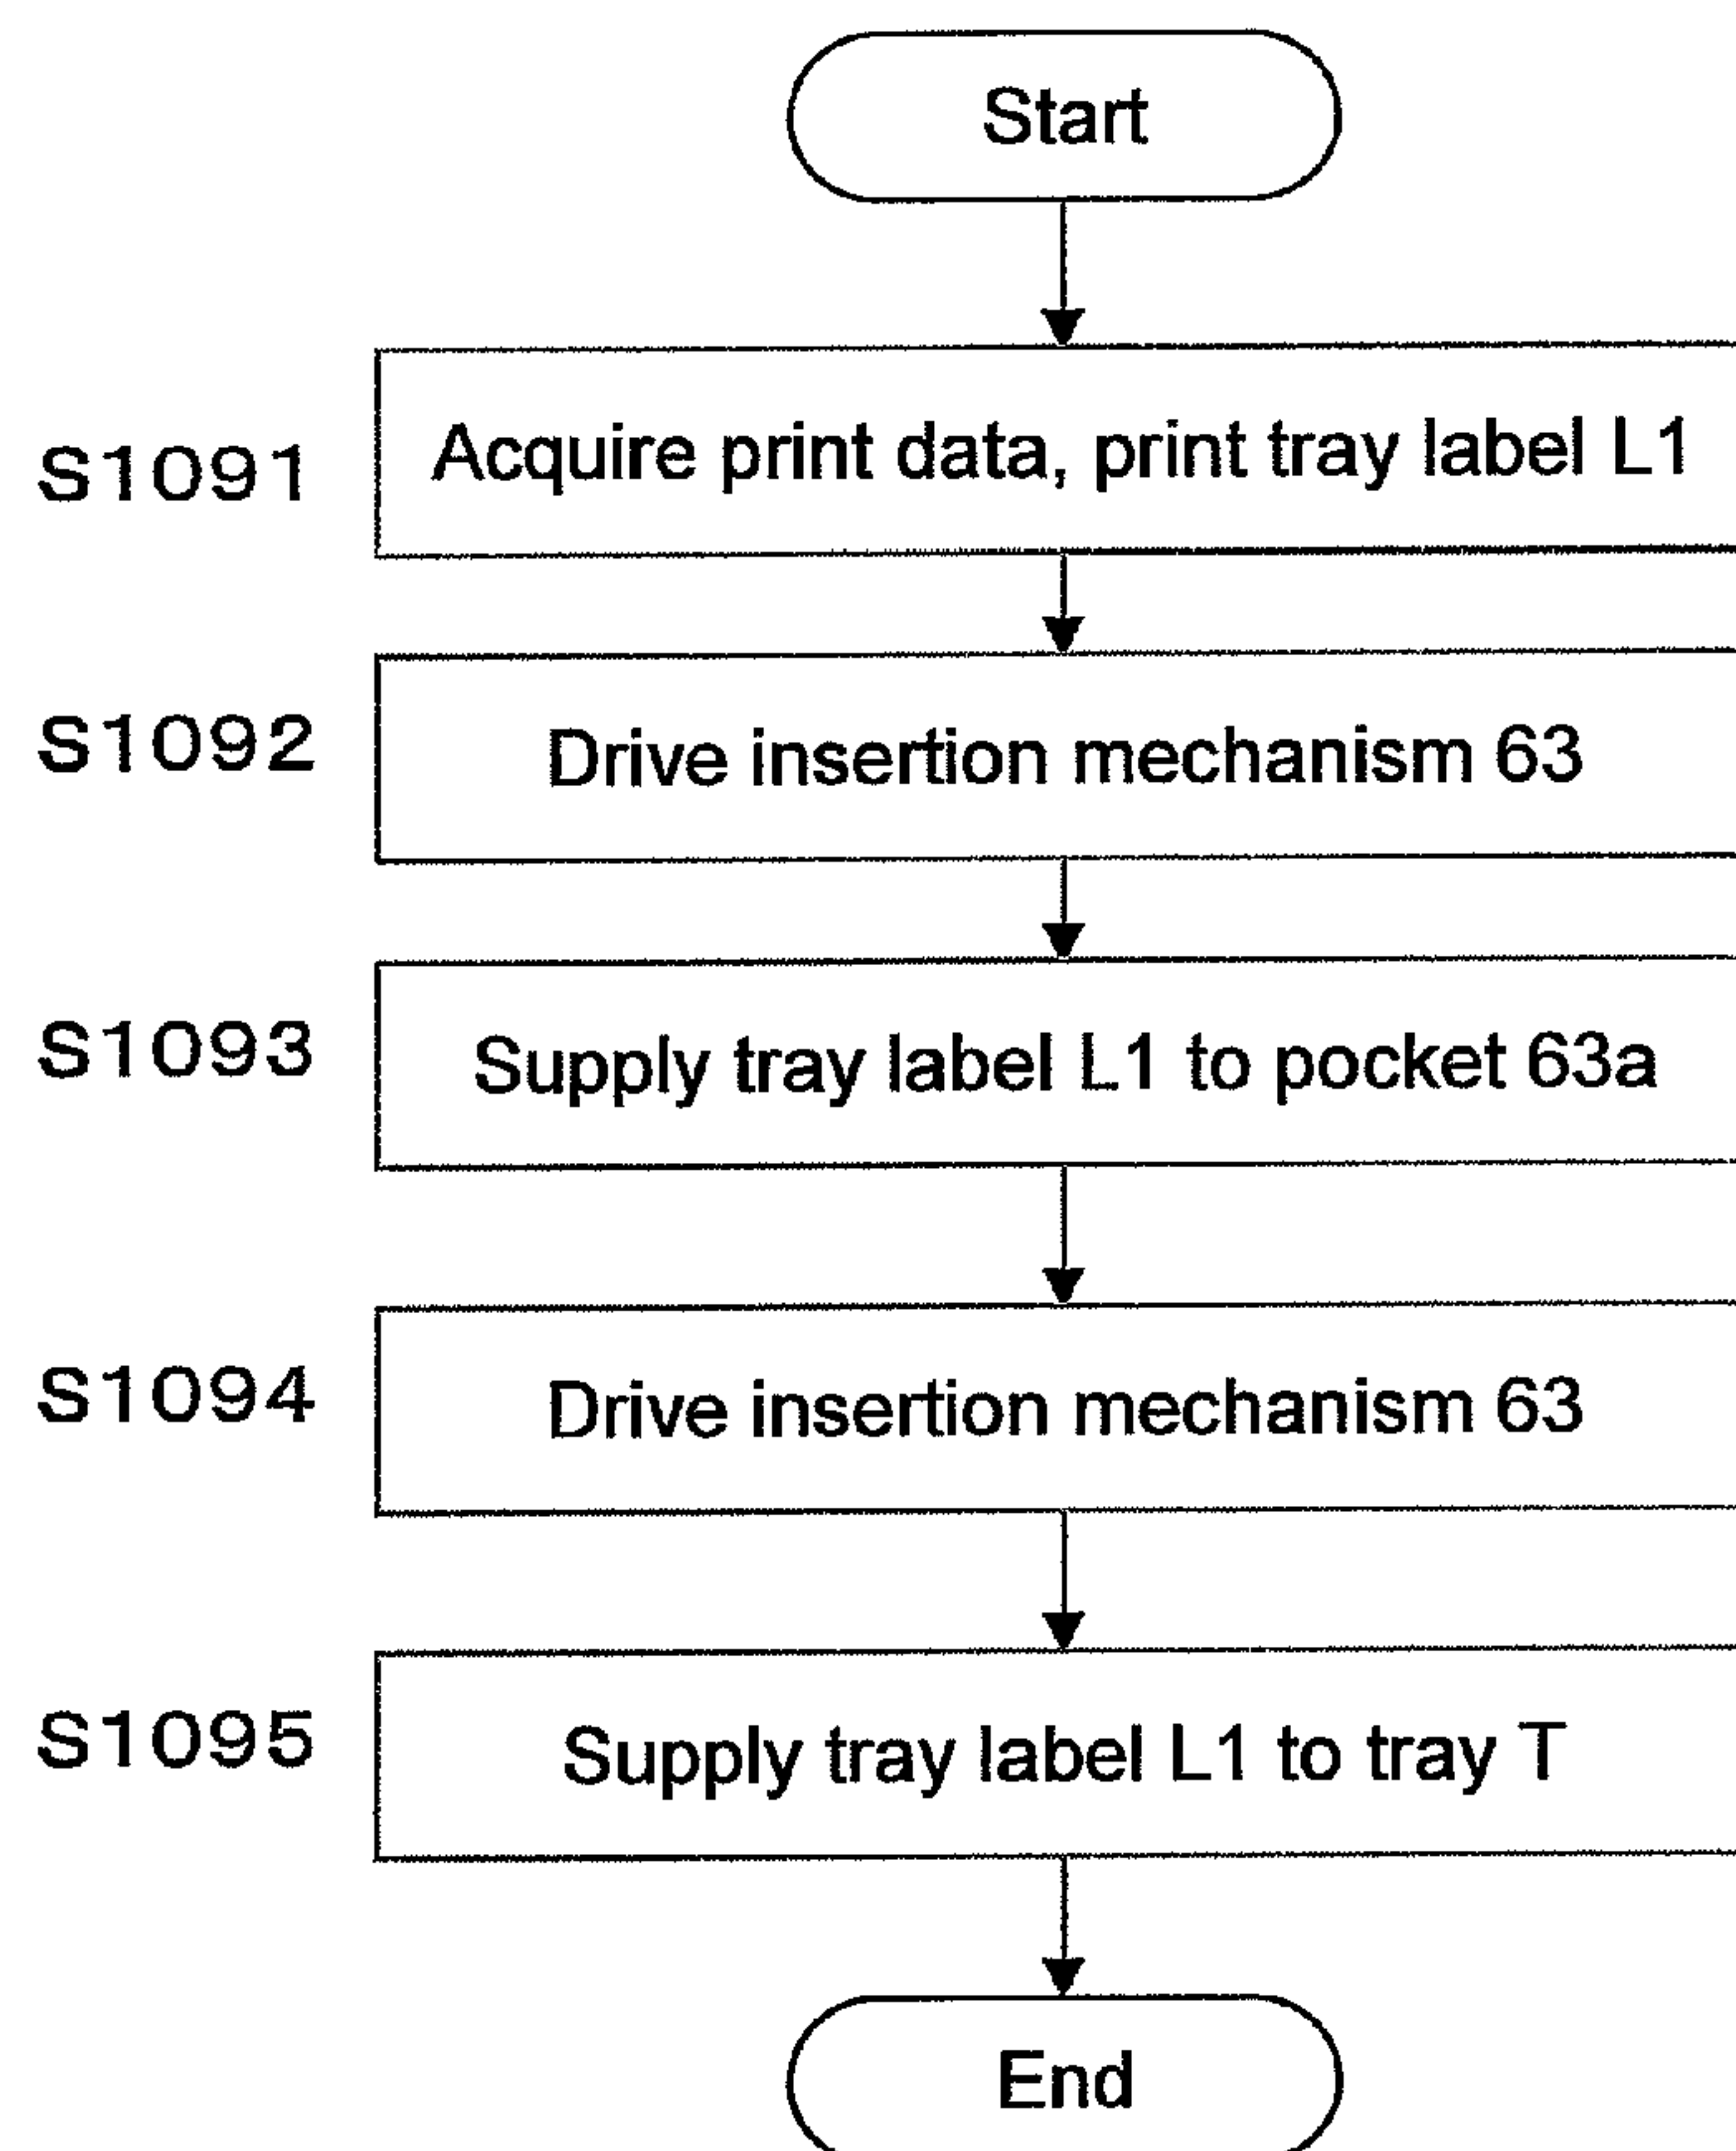 Start
S1091 Acquire print data, print tray label L1
S1092 Drive insertion mechanism 63
S1093 Supply tray label L1 to pocket 63a
S1094 Drive insertion mechanism 63
S1095 Supply tray label L1 to tray T
End